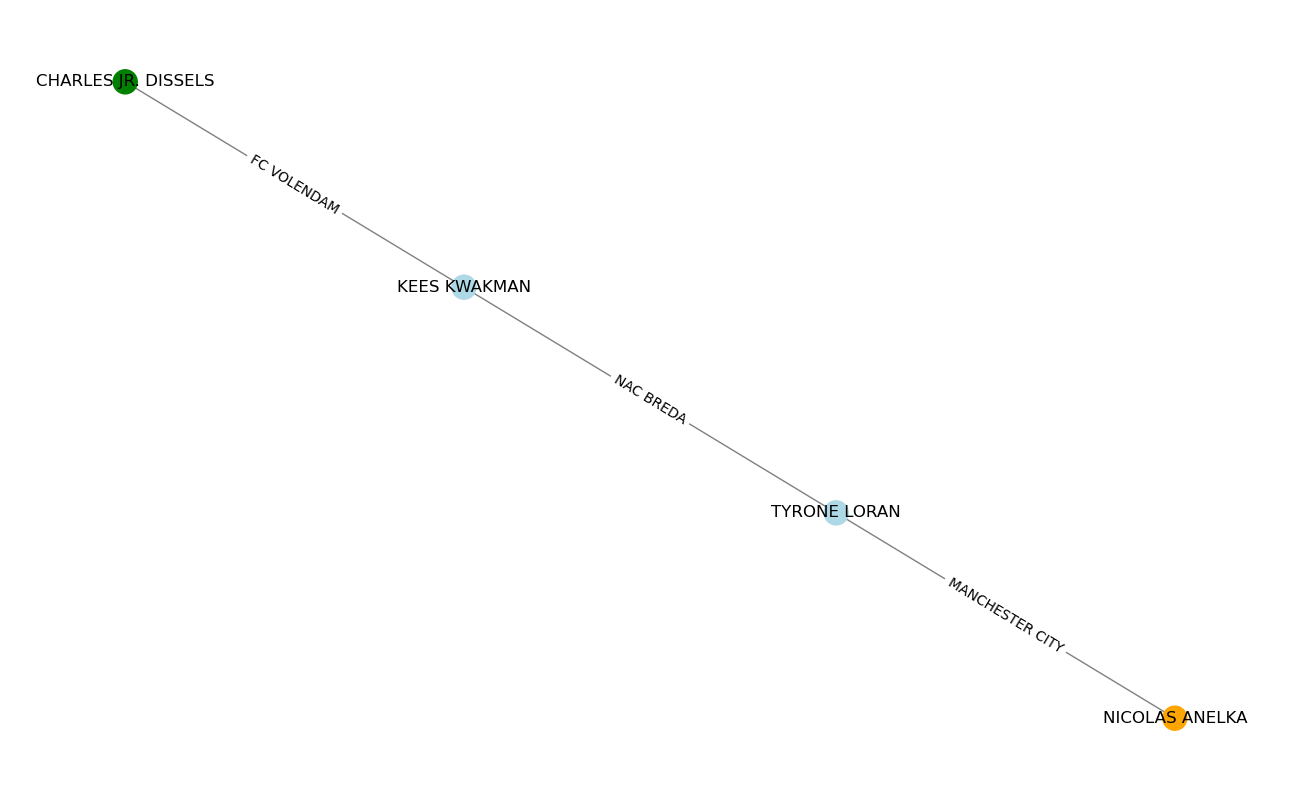 CHARLES JR. DISSELS
FC VOLENDAM
KEES KWAKMAN
NAC BREDA
TYRONE LORAN
MANCHESTER CITY
NICOLAS ANELKA